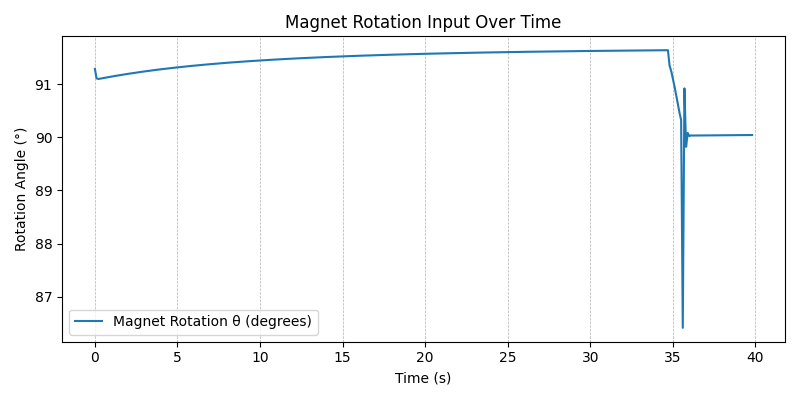 Magnet Rotation Input Over Time
Rotation Angle (°)
91
90
89
88
87
Magnet Rotation θ (degrees)
0 5 10 15 20 25 30 35 40
Time (s)